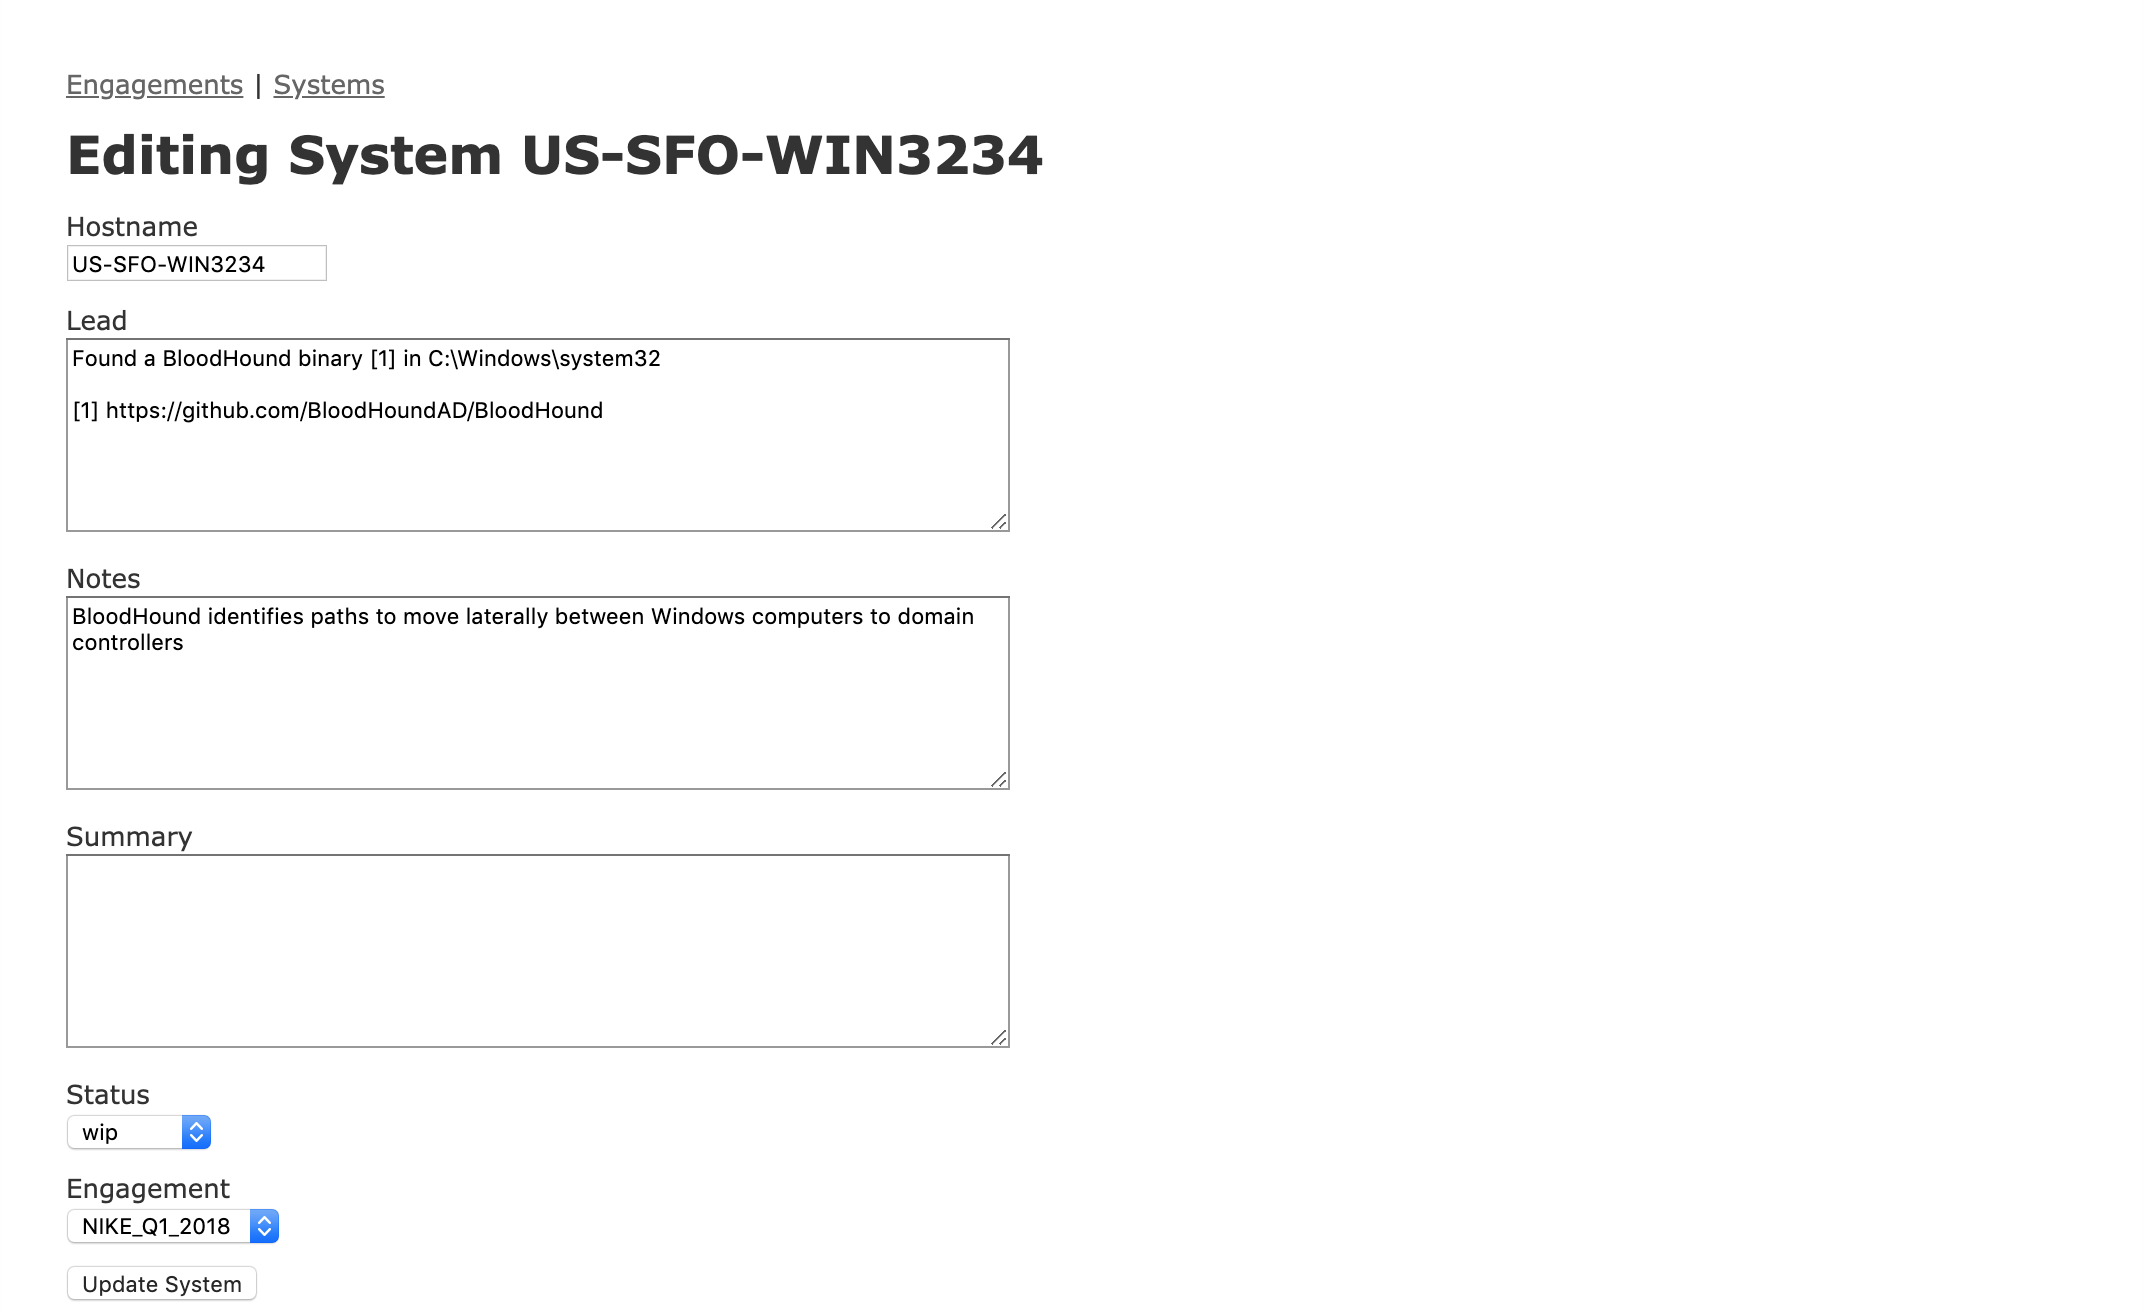 Engagements | Systems
Editing System US-SFO-WIN3234
Hostname
US-SFO-WIN3234
Lead
Found a BloodHound binary [1] in C:\Windows\system32
[1] https://github.com/BloodHoundAD/BloodHound
Notes
BloodHound identifies paths to move laterally between Windows computers to domain
controllers
Summary
Status
wip
Engagement
NIKE_Q1_2018
Update System